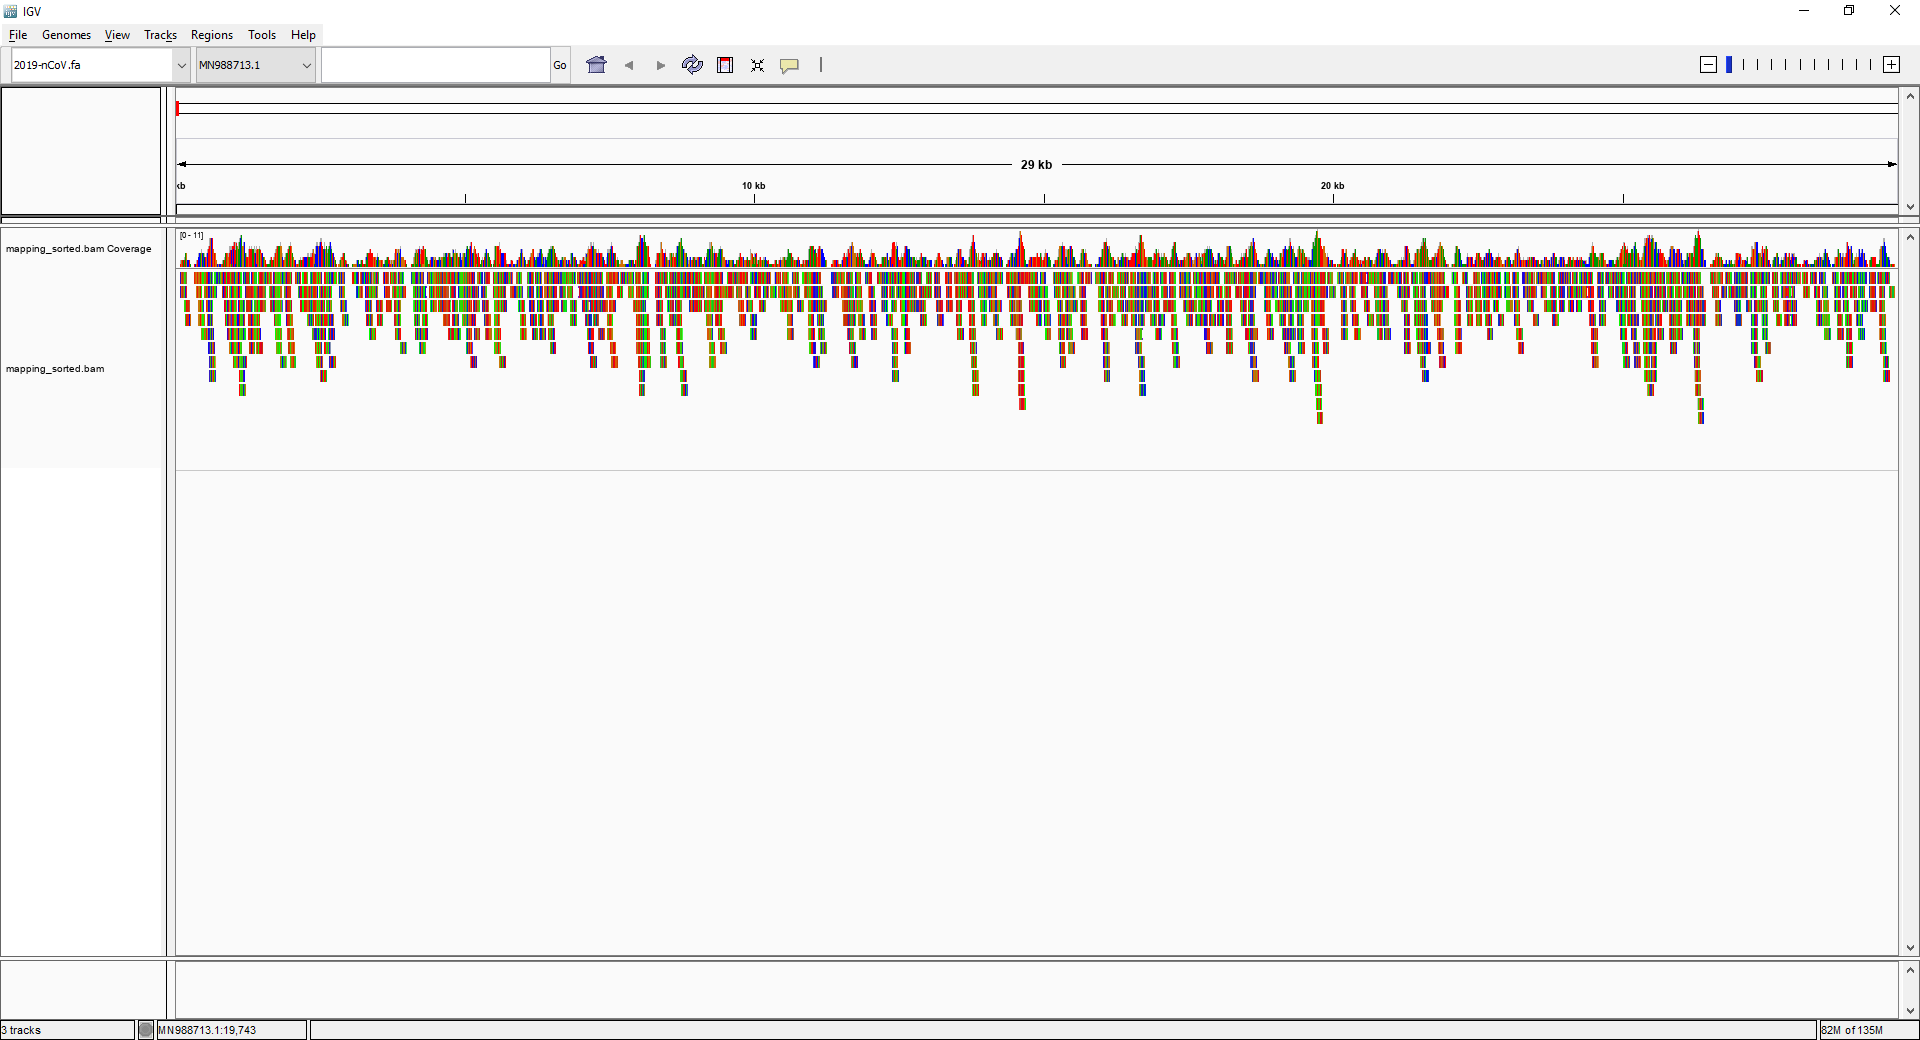 IGV
File Genomes View Tracks Regions Tools Help
2019-nCoV.fa MN988713.1 Go
29 kb
kb 10 kb 20 kb
[0 - 11]
mapping_sorted.bam Coverage
mapping_sorted.bam
3 tracks MN988713.1:19,743 82M of 135M